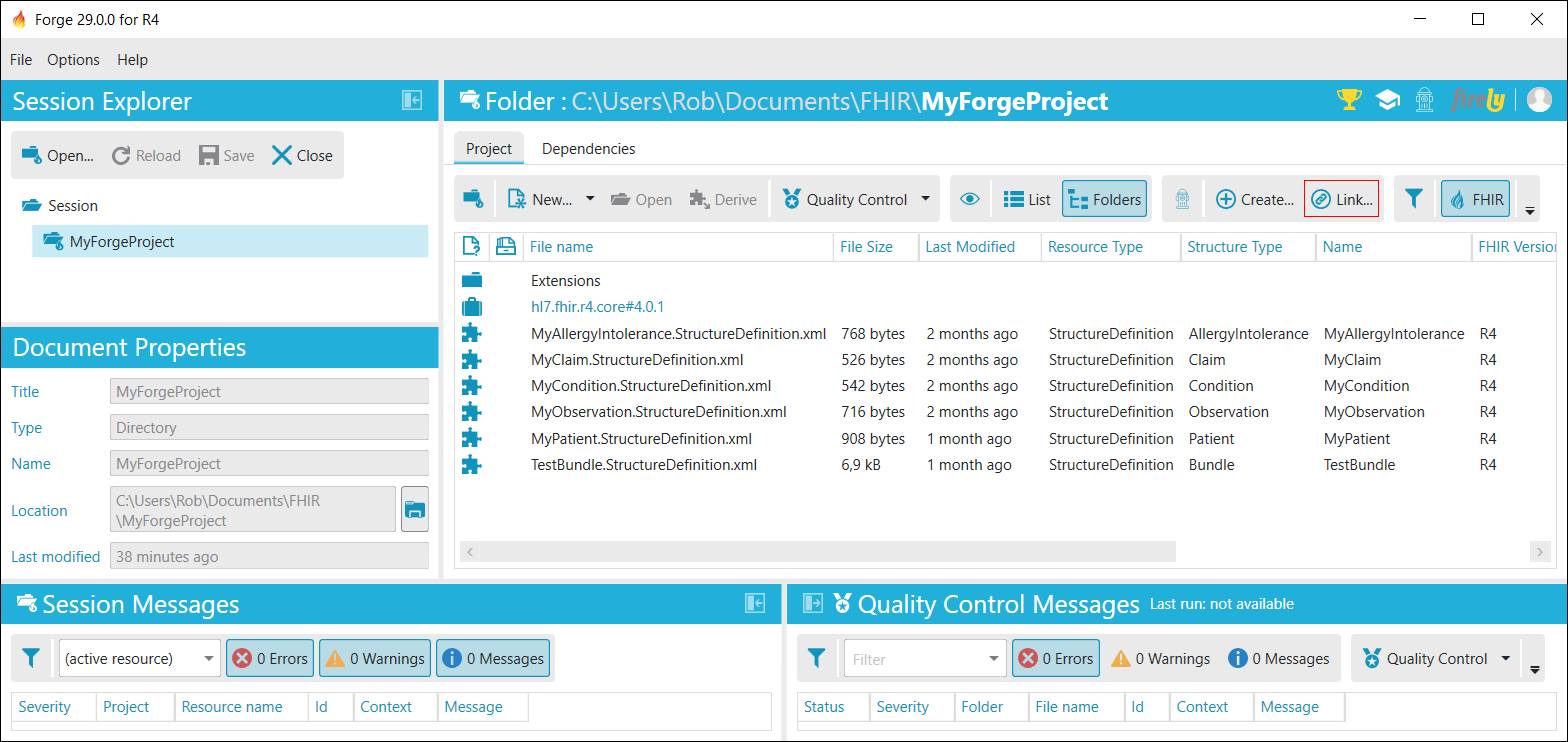 Forge 29.0.0 for R4
File Options Help
Session Explorer
Open... Reload Save Close
Session
MyForgeProject
Document Properties
Title MyForgeProject
Type Directory
Name MyForgeProject
Location C:\Users\Rob\Documents\FHIR
\MyForgeProject
Last modified 38 minutes ago
Folder : C:\Users\Rob\Documents\FHIR\MyForgeProject
firely
Project Dependencies
New... Open Derive Quality Control List Folders Create... Link... FHIR
File name File Size Last Modified Resource Type Structure Type Name FHIR Version
Extensions
hl7.fhir.r4.core#4.0.1
MyAllergyIntolerance.StructureDefinition.xml 768 bytes 2 months ago StructureDefinition AllergyIntolerance MyAllergyIntolerance R4
MyClaim.StructureDefinition.xml 526 bytes 2 months ago StructureDefinition Claim MyClaim R4
MyCondition.StructureDefinition.xml 542 bytes 2 months ago StructureDefinition Condition MyCondition R4
MyObservation.StructureDefinition.xml 716 bytes 2 months ago StructureDefinition Observation MyObservation R4
MyPatient.StructureDefinition.xml 908 bytes 1 month ago StructureDefinition Patient MyPatient R4
TestBundle.StructureDefinition.xml 6,9 kB 1 month ago StructureDefinition Bundle TestBundle R4
Session Messages
(active resource) 0 Errors 0 Warnings 0 Messages
Severity Project Resource name Id Context Message
Quality Control Messages Last run: not available
Filter 0 Errors 0 Warnings 0 Messages Quality Control
Status Severity Folder File name Id Context Message